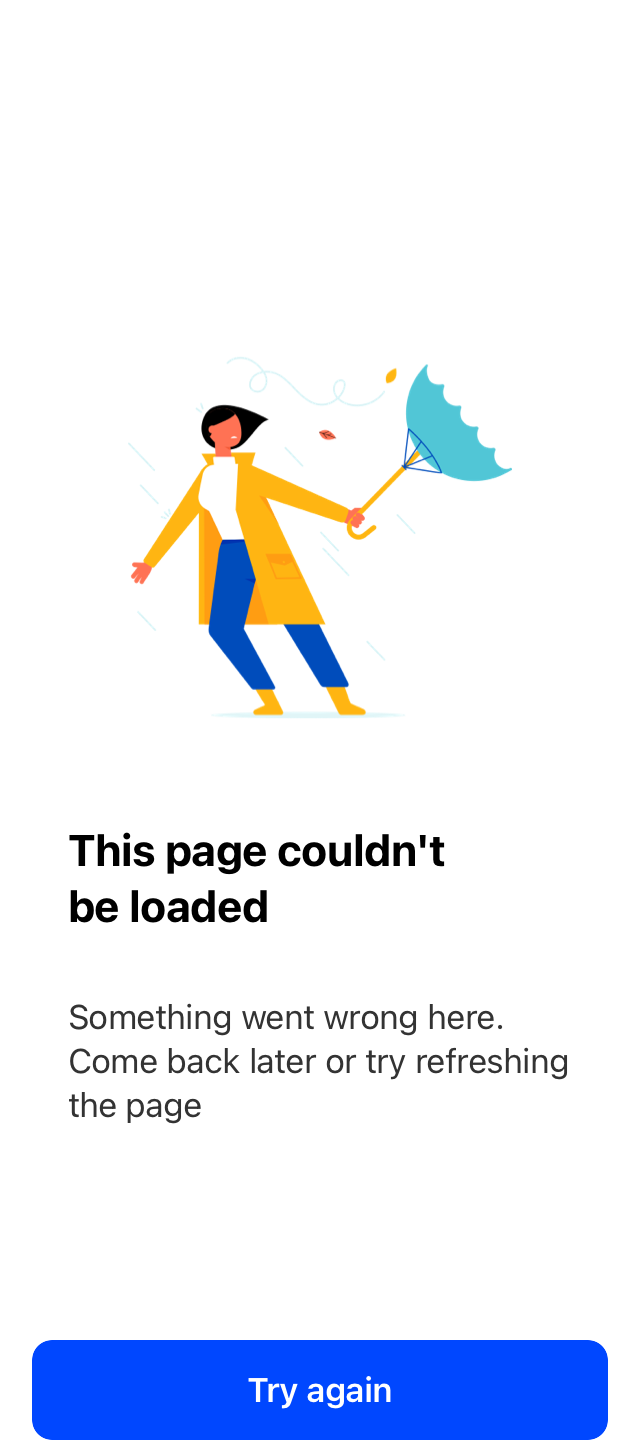 This page couldn't
be loaded
Something went wrong here.
Come back later or try refreshing
the page
Try again